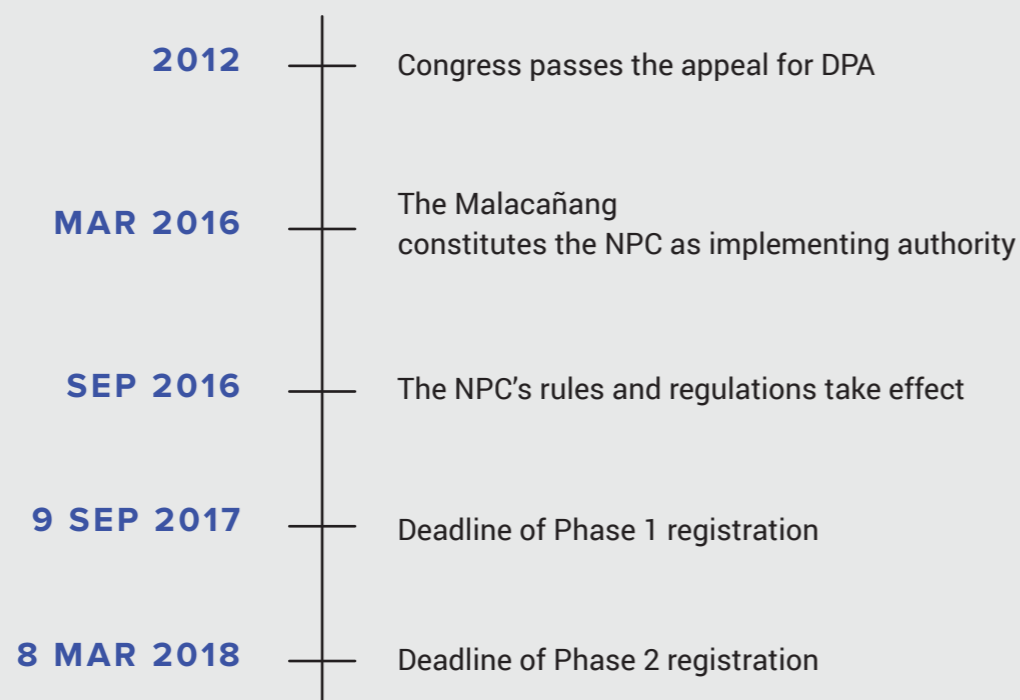 2012
Congress passes the appeal for DPA
MAR 2016
The Malacañang
constitutes the NPC as implementing authority
SEP 2016
The NPC’s rules and regulations take effect
9 SEP 2017
Deadline of Phase 1 registration
8 MAR 2018
Deadline of Phase 2 registration